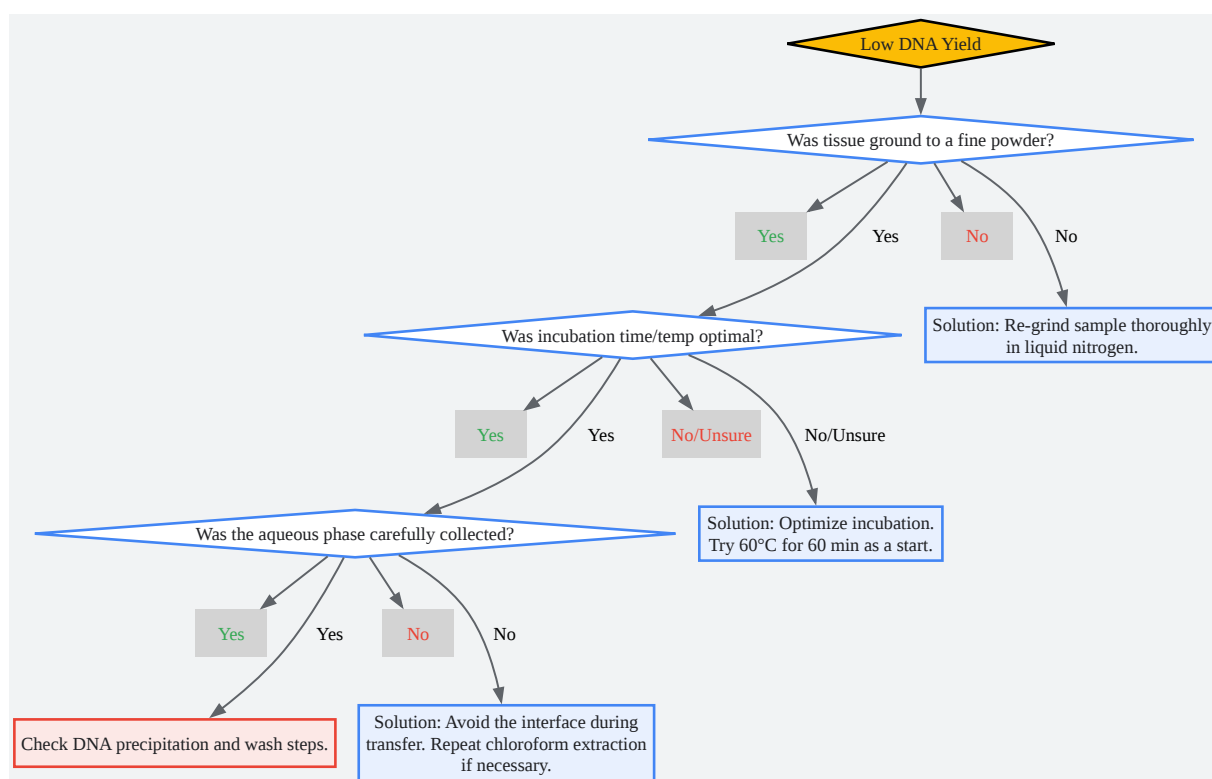 Low DNA Yield
Was tissue ground to a fine powder?
Yes
Yes
No
No
Solution: Re-grind sample thoroughly
in liquid nitrogen.
Was incubation time/temp optimal?
Yes
Yes
No/Unsure
No/Unsure
Solution: Optimize incubation.
Try 60°C for 60 min as a start.
Was the aqueous phase carefully collected?
Yes
Yes
No
No
Check DNA precipitation and wash steps.
Solution: Avoid the interface during
transfer. Repeat chloroform extraction
if necessary.